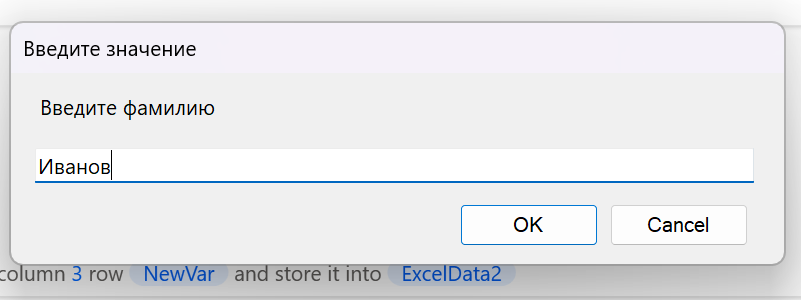 Введите значение
Введите фамилию
Иванов
OK Cancel
column 3 row NewVar and store it into ExcelData2